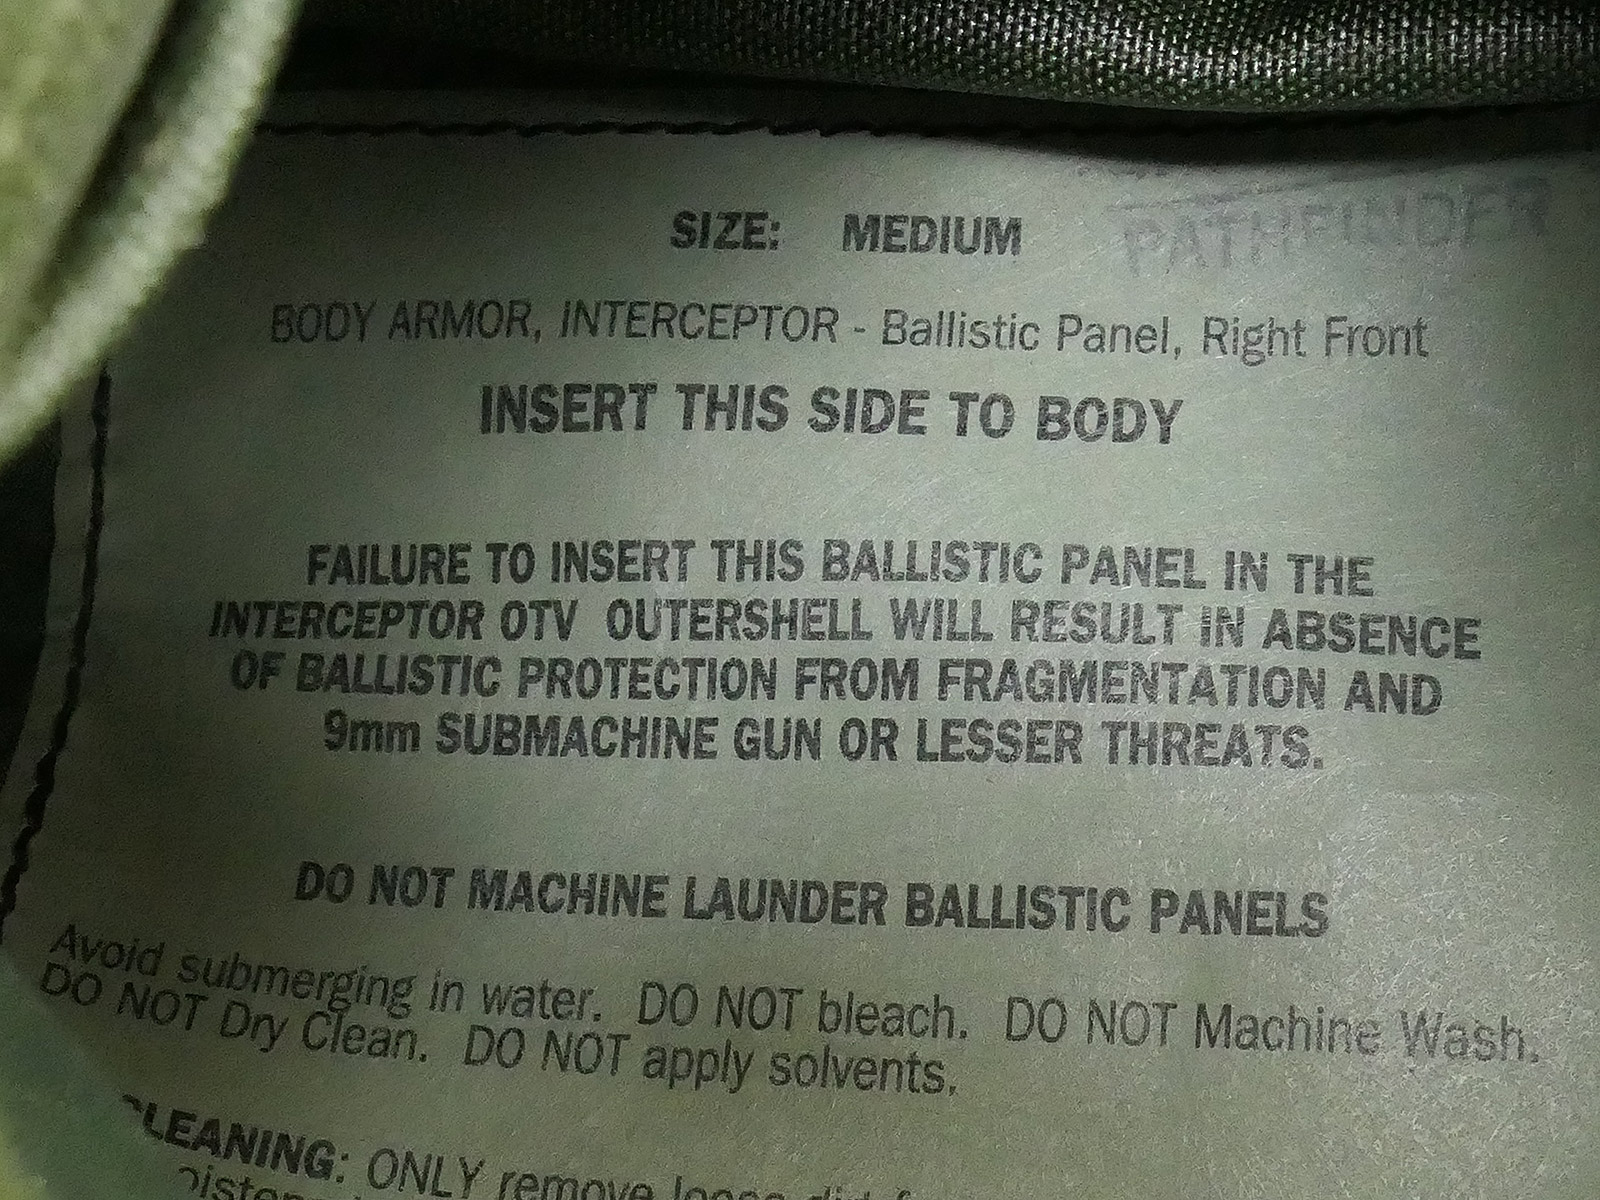 SIZE: MEDIUM
BODY ARMOR, INTERCEPTOR - Ballistic Panel, Right Front
INSERT THIS SIDE TO BODY
FAILURE TO INSERT THIS BALLISTIC PANEL IN THE
INTERCEPTOR OTV OUTERSHELL WILL RESULT IN ABSENCE
OF BALLISTIC PROTECTION FROM FRAGMENTATION AND
9mm SUBMACHINE GUN OR LESSER THREATS.
DO NOT MACHINE LAUNDER BALLISTIC PANELS
Avoid submerging in water. DO NOT bleach. DO NOT Machine Wash.
DO NOT Dry Clean. DO NOT apply solvents.
CLEANING: ONLY remove loose dirt